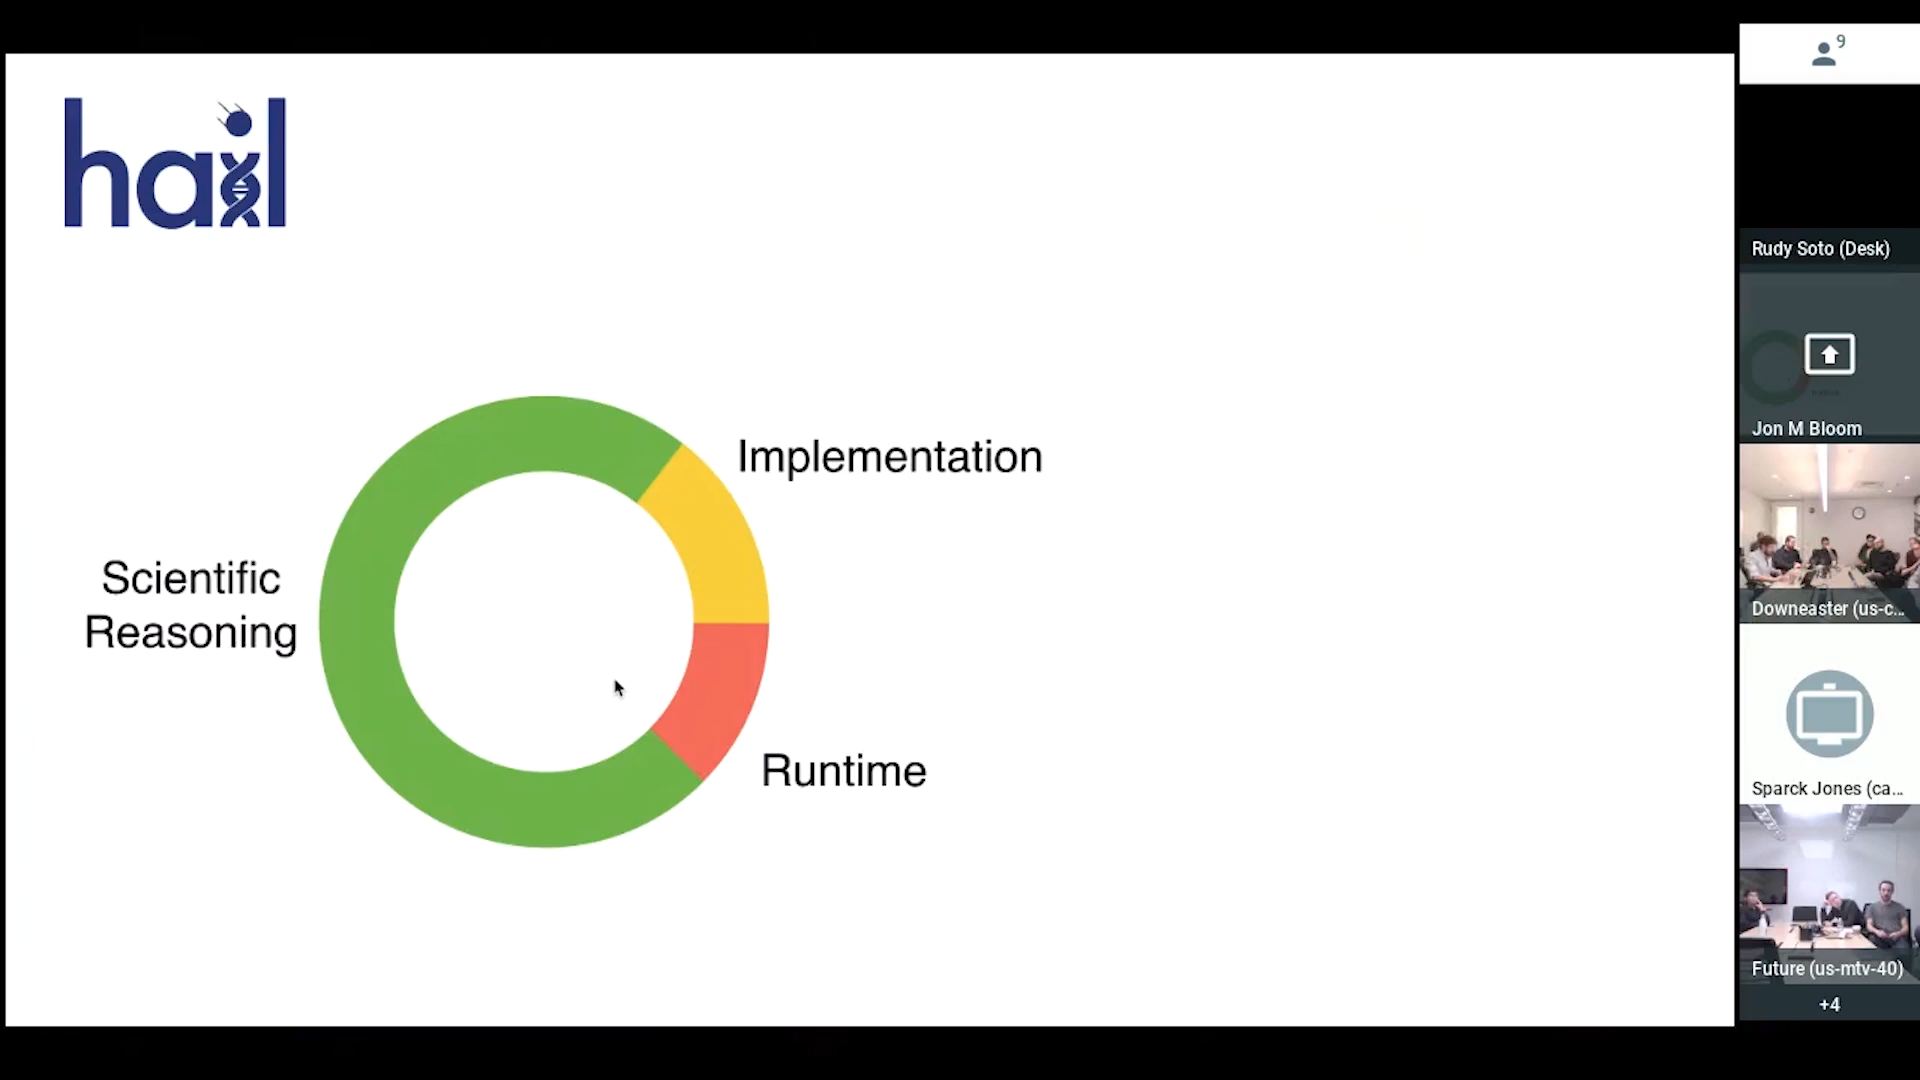 hail
Implementation
Scientific
Reasoning
Runtime
9
Rudy Soto (Desk)
Jon M Bloom
Downeaster (us-c...
Sparck Jones (ca...
Future (us-mtv-40)
+4